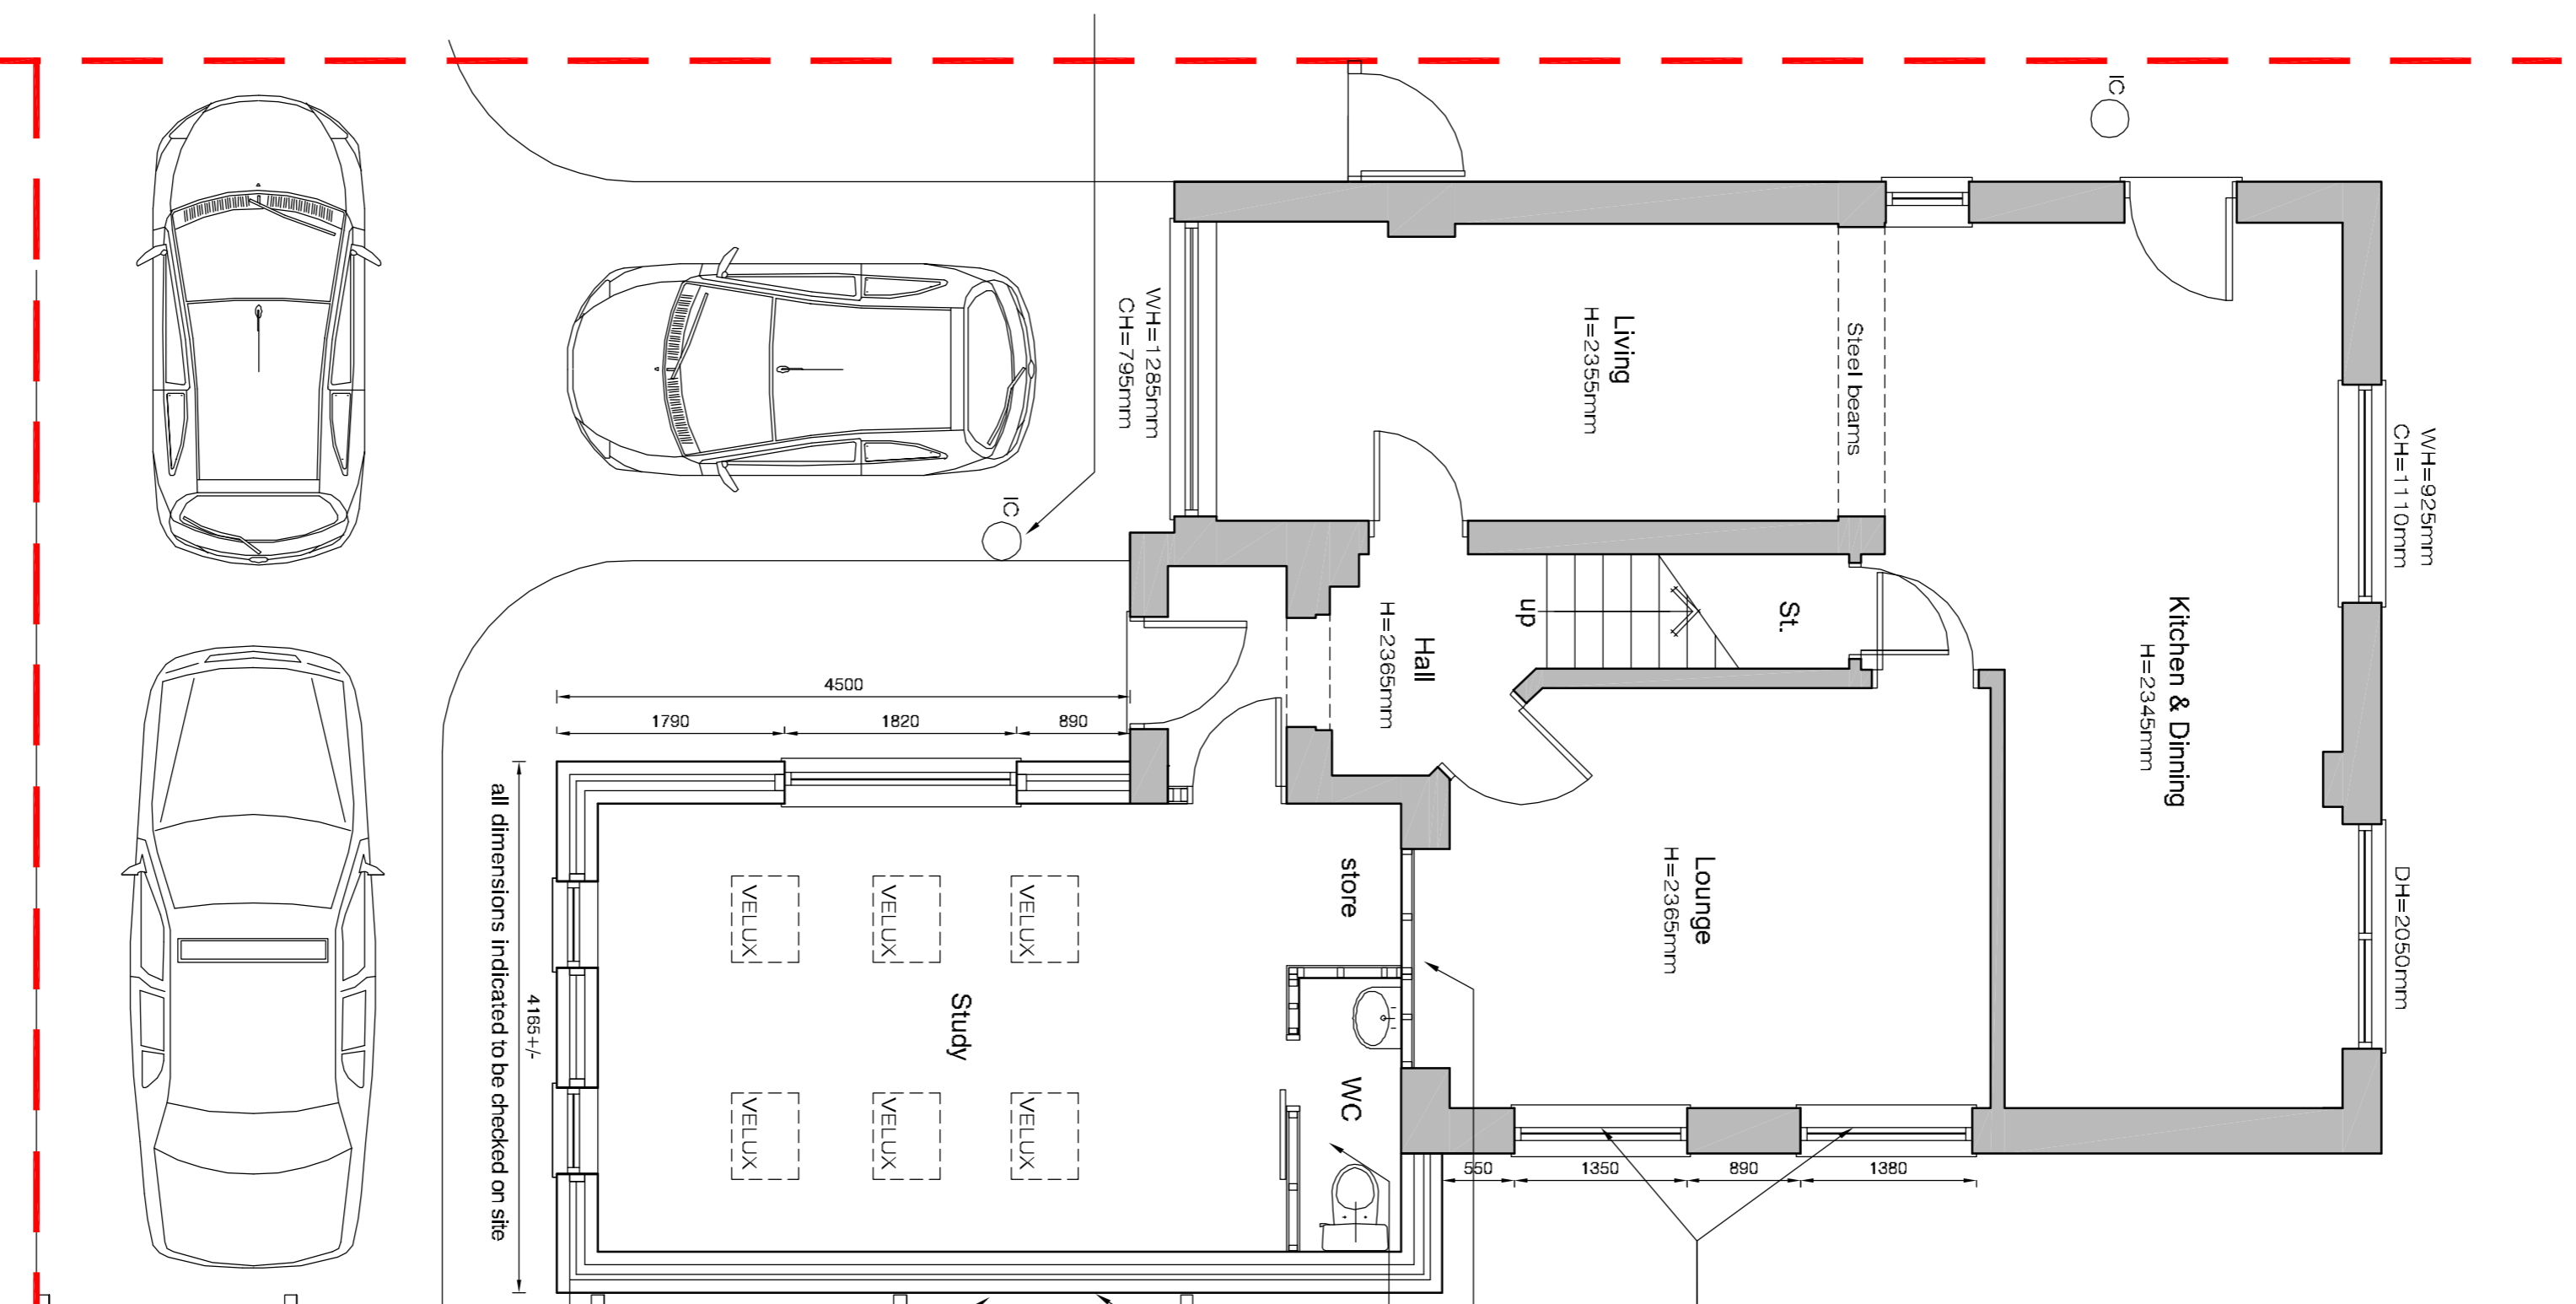 IC
WH=925mm
CH=1110mm
DH=2050mm
Kitchen & Dinning
H=2345mm
Steel beams
Living
H=2355mm
WH=1285mm
CH=795mm
IC
St.
up
Hall
H=2365mm
Lounge
H=2365mm
4500
1790
1820
890
store
WC
Study
VELUX
VELUX
VELUX
VELUX
VELUX
VELUX
550
1350
890
1380
4165+/-
all dimensions indicated to be checked on site